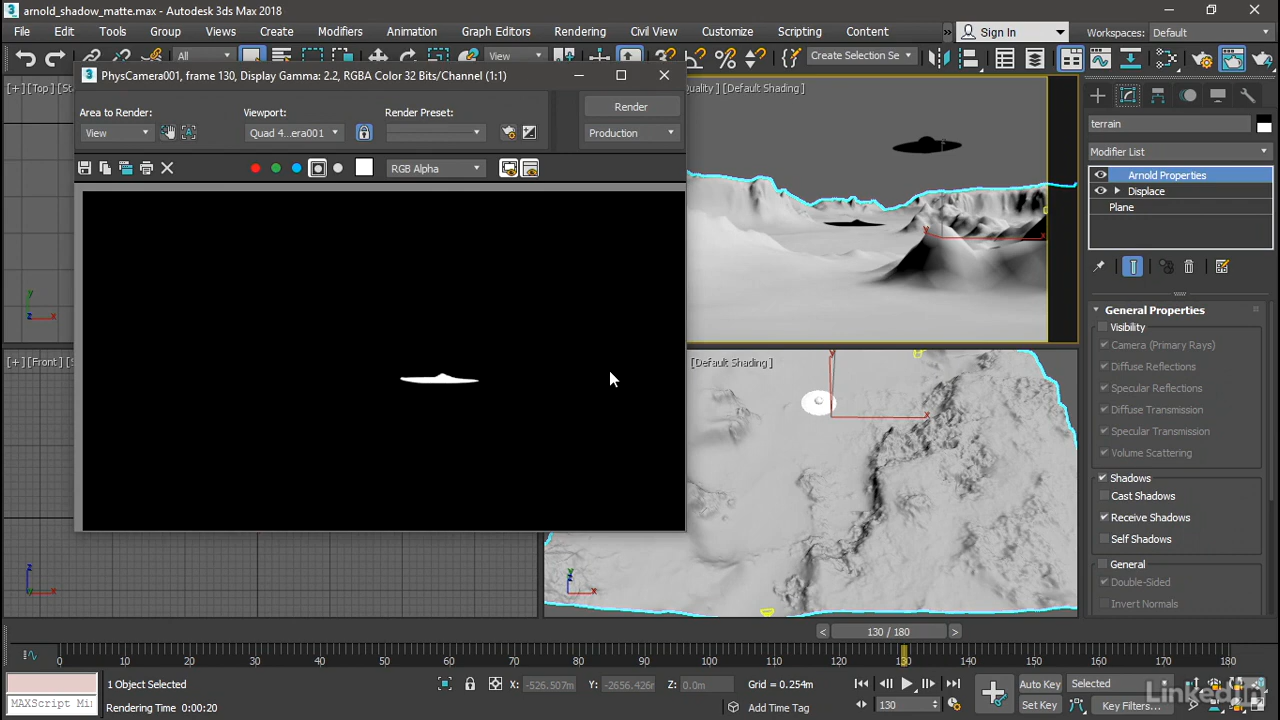 arnold_shadow_matte.max - Autodesk 3ds Max 2018
File Edit Tools Group Views Create Modifiers Animation Graph Editors Rendering Civil View Customize Scripting Content » Sign In Workspaces: Default
All View Create Selection Se
PhysCamera001, frame 130, Display Gamma: 2.2, RGBA Color 32 Bits/Channel (1:1)
[+] [Top] [St
uality ] [Default Shading ]
Area to Render: Viewport: Render Preset: Render
View Quad 4...era001 Production
RGB Alpha
terrain
Modifier List
Arnold Properties
Displace
Plane
General Properties
Visibility
Camera (Primary Rays)
Diffuse Reflections
Specular Reflections
Diffuse Transmission
Specular Transmission
Volume Scattering
Shadows
Cast Shadows
Receive Shadows
Self Shadows
General
Double-Sided
Invert Normals
[+] [Front] [S
[Default Shading ]
< 130 / 180 >
0 10 20 30 40 50 60 70 80 90 100 110 120 130 140 150 160 170 180
1 Object Selected
X: -526.507m Y: -2656.426m Z: 0.0m Grid = 0.254m
Auto Key Selected
MAXScript Mi
Rendering Time 0:00:20
Add Time Tag
130
Set Key Key Filters...
LinkedIn